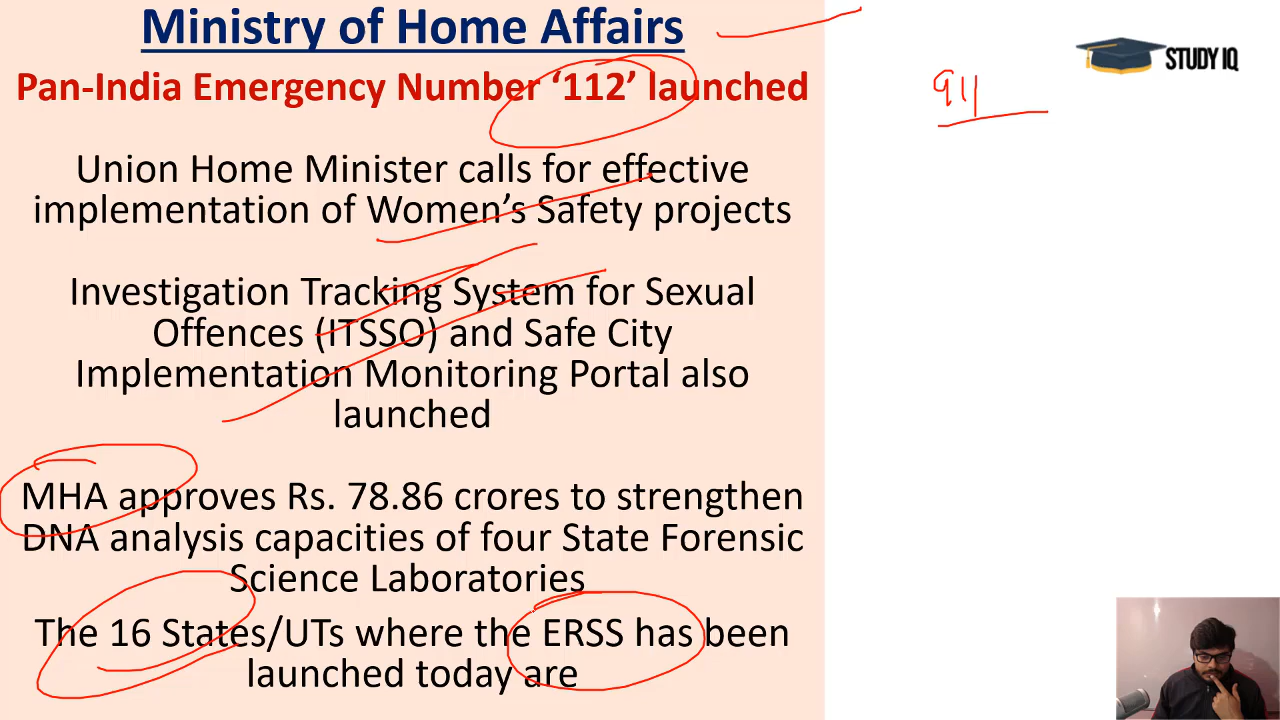 Ministry of Home Affairs
Pan-India Emergency Number ‘112’ launched
911
STUDY IQ
Union Home Minister calls for effective
implementation of Women’s Safety projects
Investigation Tracking System for Sexual
Offences (ITSSO) and Safe City
Implementation Monitoring Portal also
launched
MHA approves Rs. 78.86 crores to strengthen
DNA analysis capacities of four State Forensic
Science Laboratories
The 16 States/UTs where the ERSS has been
launched today are